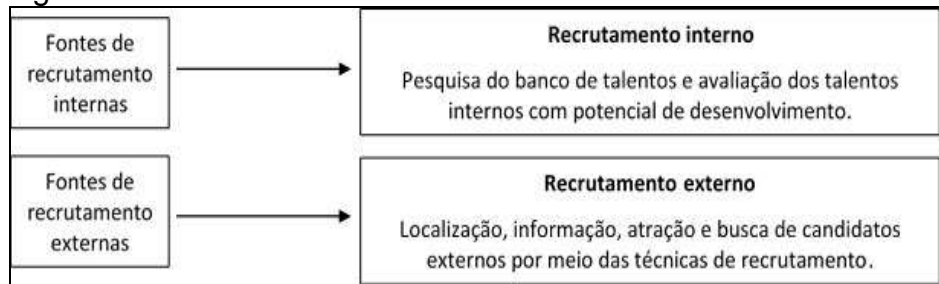 Fontes de
recrutamento
internas
Recrutamento interno
Pesquisa do banco de talentos e avaliação dos talentos
internos com potencial de desenvolvimento.
Fontes de
recrutamento
externas
Recrutamento externo
Localização, informação, atração e busca de candidatos
externos por meio das técnicas de recrutamento.